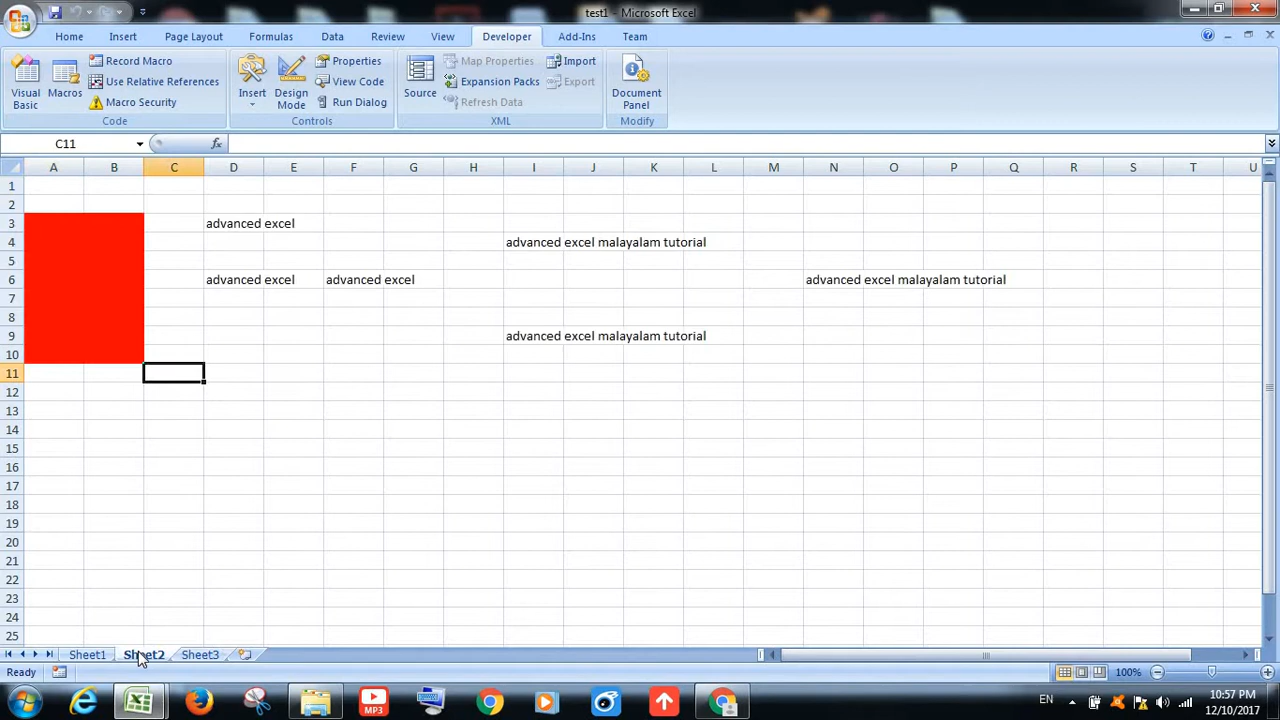 test1 - Microsoft Excel
Home Insert Page Layout Formulas Data Review View Developer Add-Ins Team
Visual Basic
Macros
Record Macro
Use Relative References
Macro Security
Code
Insert
Design Mode
Properties
View Code
Run Dialog
Controls
Source
Map Properties
Expansion Packs
Refresh Data
Import
Export
XML
Document Panel
Modify
C11 fx
A B C D E F G H I J K L M N O P Q R S T U
1
2
3 advanced excel
4 advanced excel malayalam tutorial
5
6 advanced excel advanced excel advanced excel malayalam tutorial
7
8
9 advanced excel malayalam tutorial
10
11
12
13
14
15
16
17
18
19
20
21
22
23
24
25
Sheet1 Sheet2 Sheet3
Ready 100%
MP3
EN 10:57 PM
12/10/2017